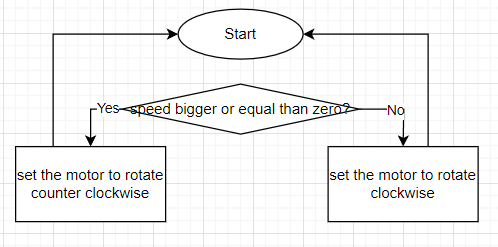 Start
Yes
speed bigger or equal than zero?
No
set the motor to rotate
counter clockwise
set the motor to rotate
clockwise